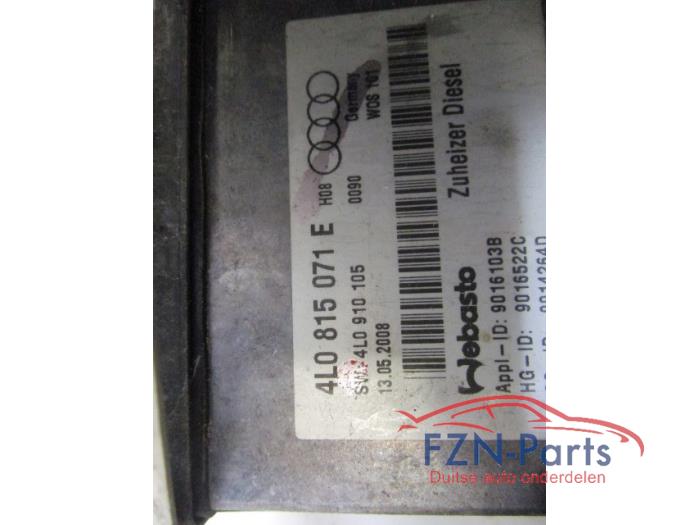 4L0 815 071 E
H08
0090
Germany
WOS 101
SW: 4L0 910 105
13.05.2008
Zuheizer Diesel
Webasto
Appl-ID: 9016103B
HG-ID: 9016522C
FZN-Parts
Duitse auto onderdelen